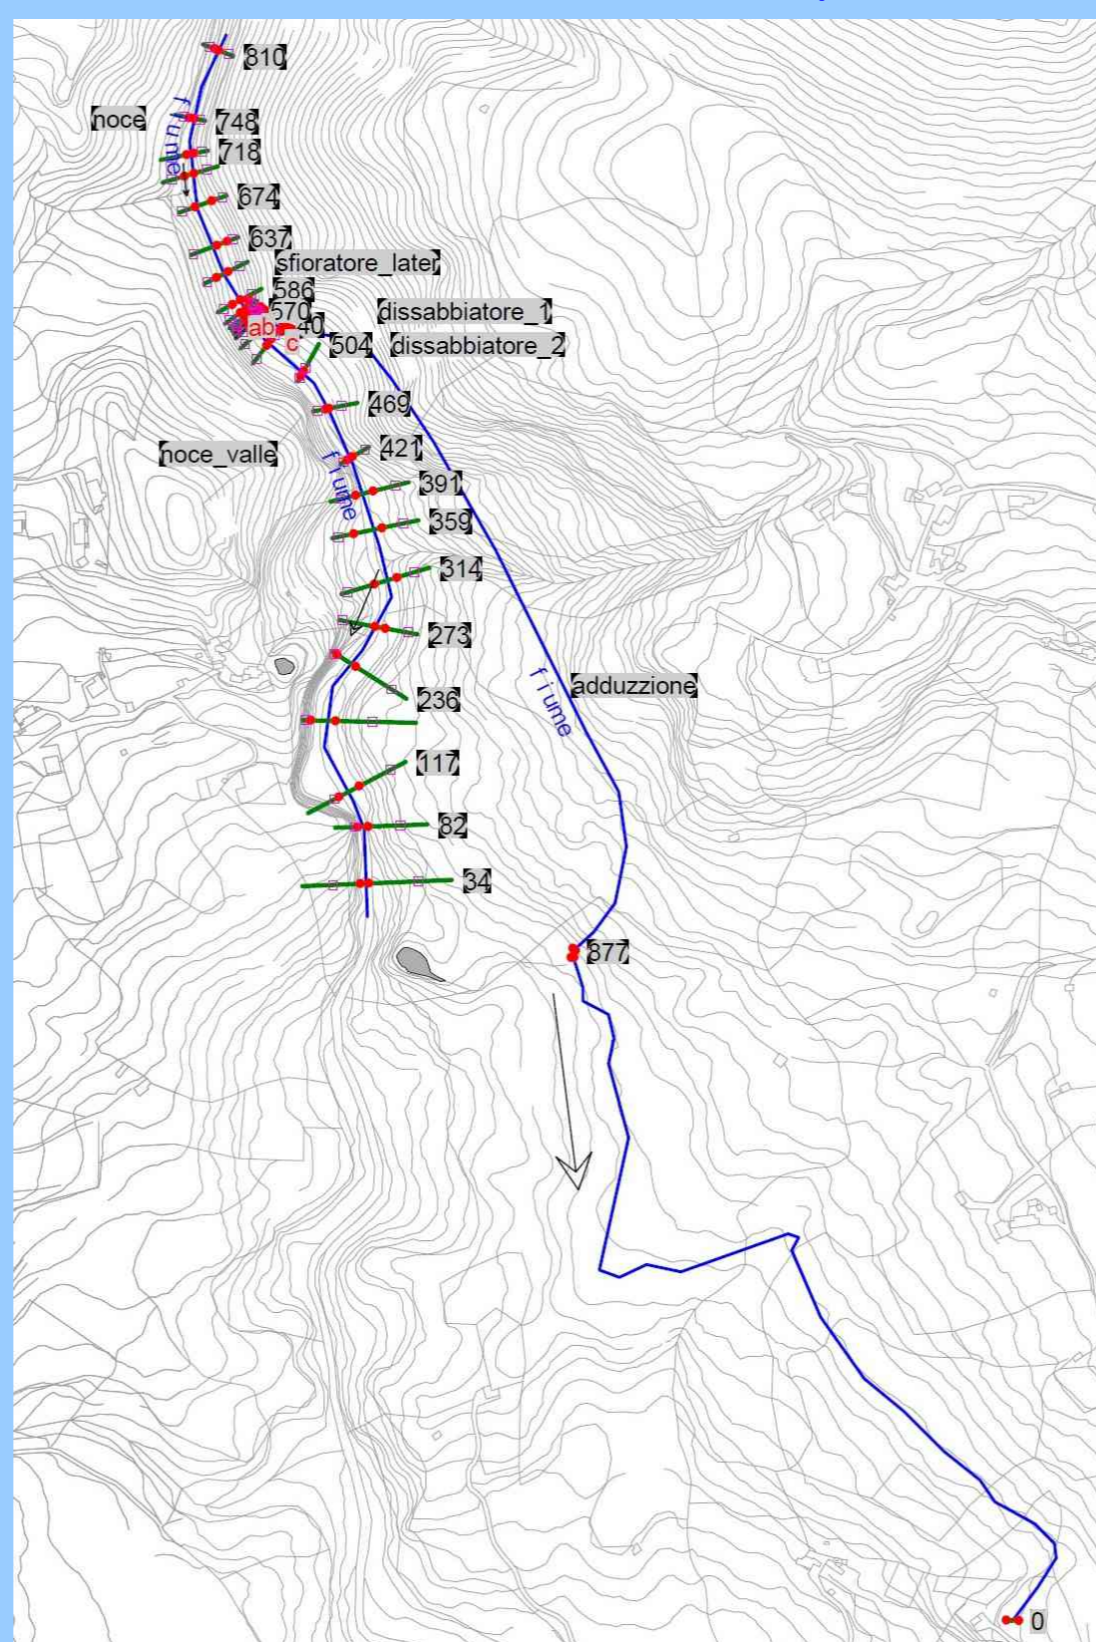 810
noce
fiume
748
718
674
637
sfioratore_later
586
570
dissabbiatore_1
ab
40
c
504
dissabbiatore_2
469
421
noce_valle
fiume
391
359
314
273
adduzzione
fiume
236
117
82
34
877
0